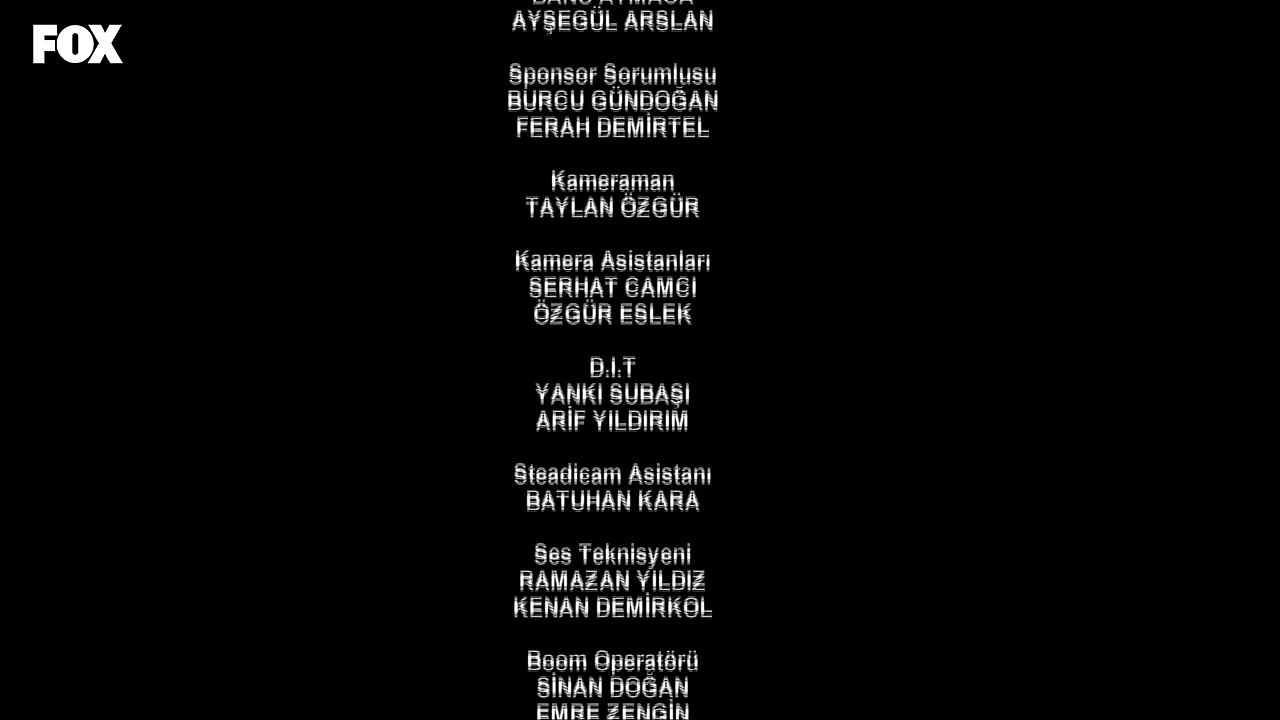 FOX
AYŞEGÜL ARSLAN
Sponsor Sorumlusu
BURCU GÜNDOĞAN
FERAH DEMİRTEL
Kameraman
TAYLAN ÖZGÜR
Kamera Asistanları
SERHAT CAMCI
ÖZGÜR ESLEK
D.I.T
YANKI SUBAŞI
ARİF YILDIRIM
Steadicam Asistanı
BATUHAN KARA
Ses Teknisyeni
RAMAZAN YILDIZ
KENAN DEMİRKOL
Boom Operatörü
SİNAN DOĞAN
EMRE ZENGİN